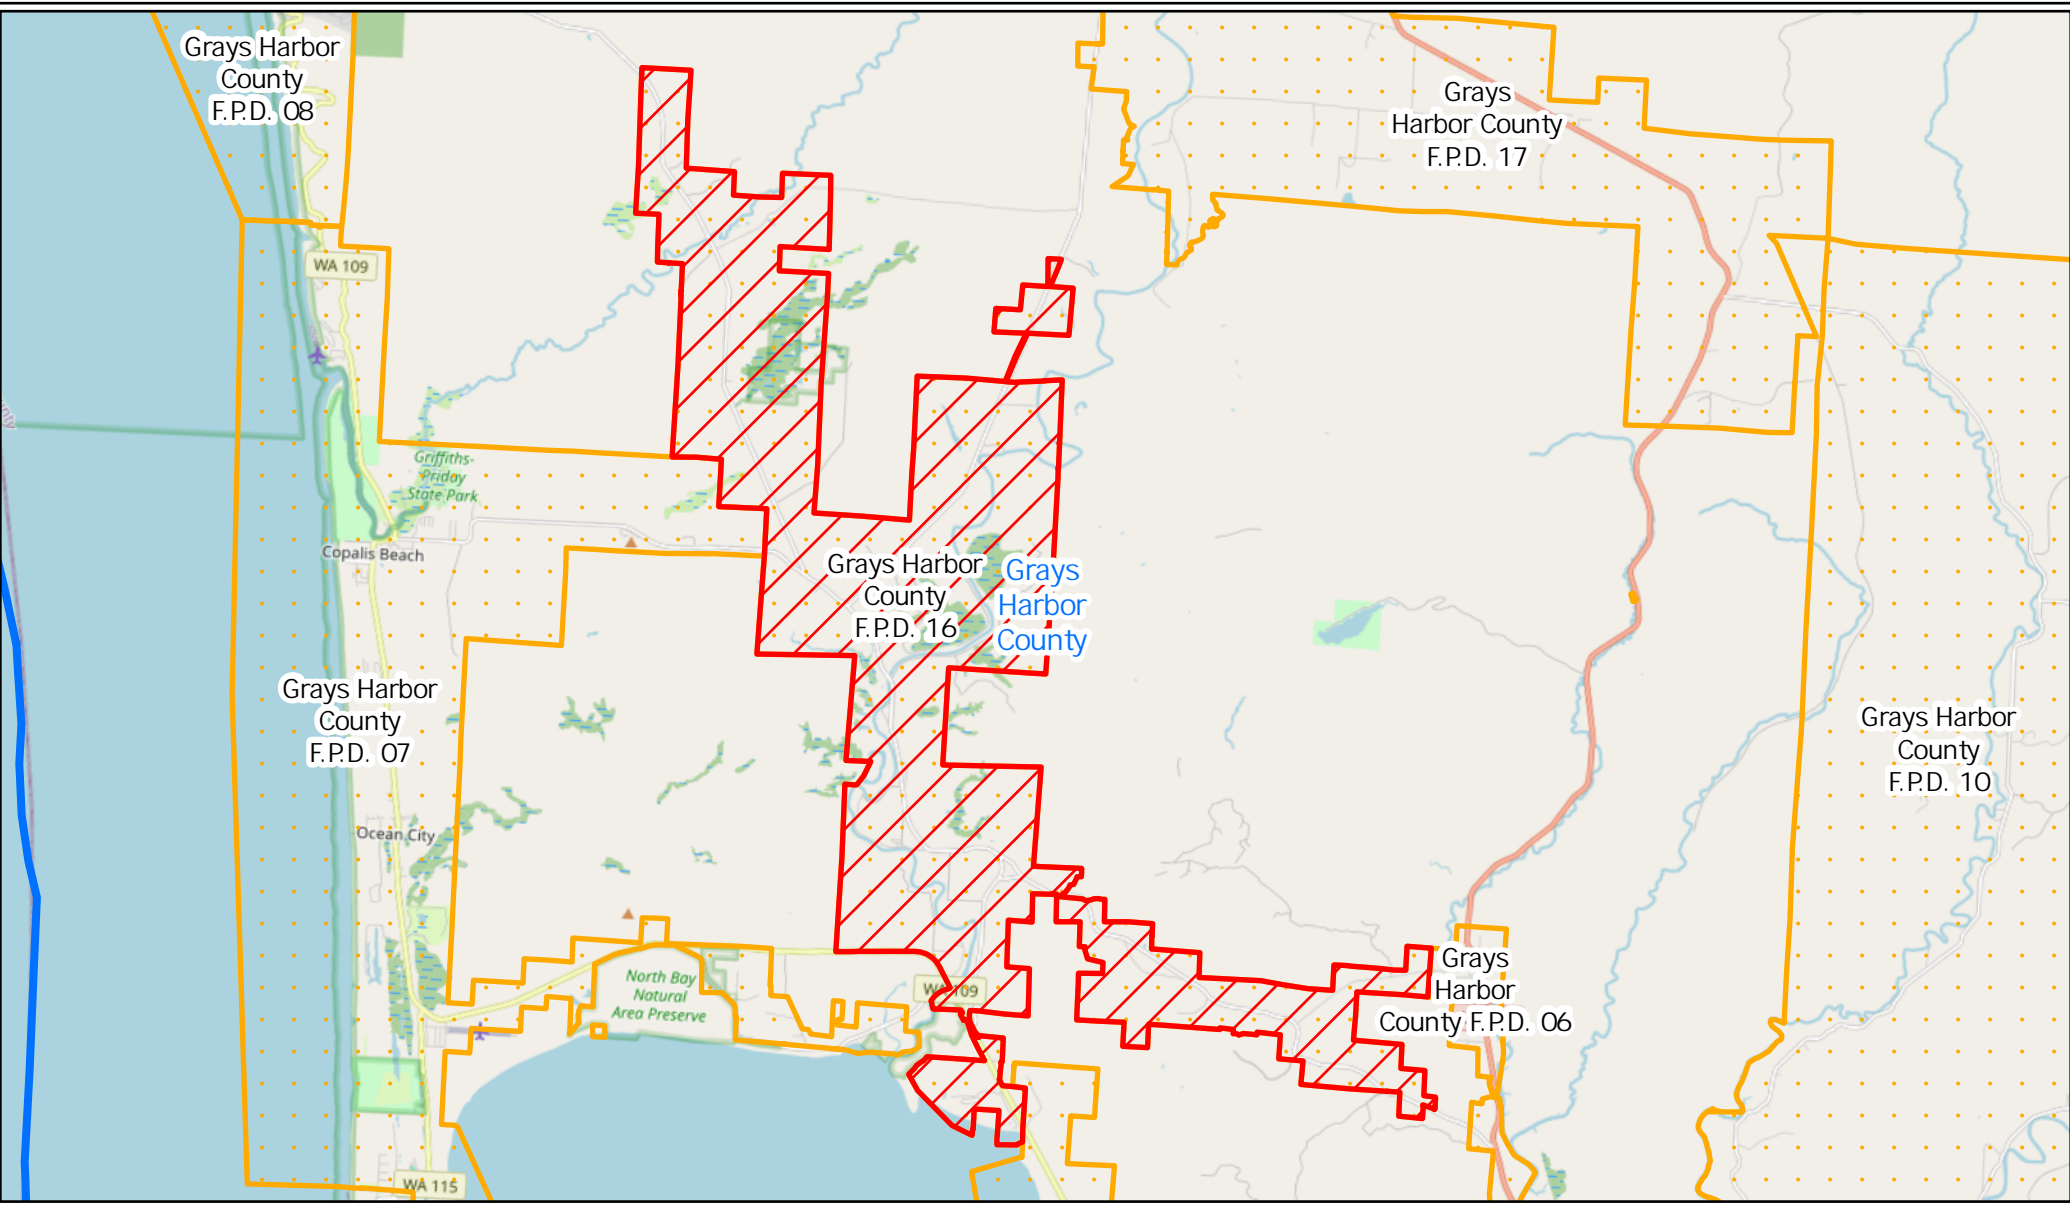 Grays Harbor
County
F.P.D. 08
Grays
Harbor County
F.P.D. 17
WA 109
Griffiths-
Priday
State Park
Copalis Beach
Grays Harbor
County
F.P.D. 16
Grays
Harbor
County
Grays Harbor
County
F.P.D. 07
Grays Harbor
County
F.P.D. 10
Ocean City
North Bay
Natural
Area Preserve
WA 109
Grays
Harbor
County F.P.D. 06
WA 115